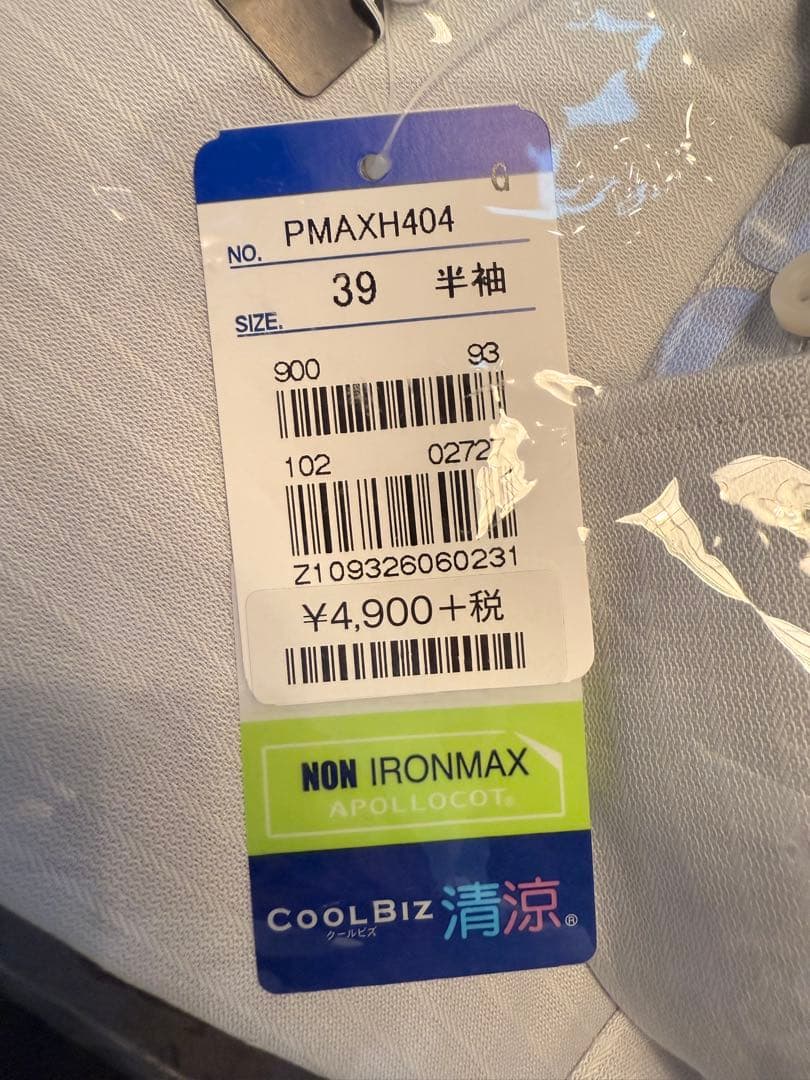 Q
NO. PMAXH404
SIZE. 39 半袖
900 93
102 0272
Z109326060231
¥4,900+税
NON IRONMAX
APOLLOCOT®
COOLBIZ 清涼®
クールビズ